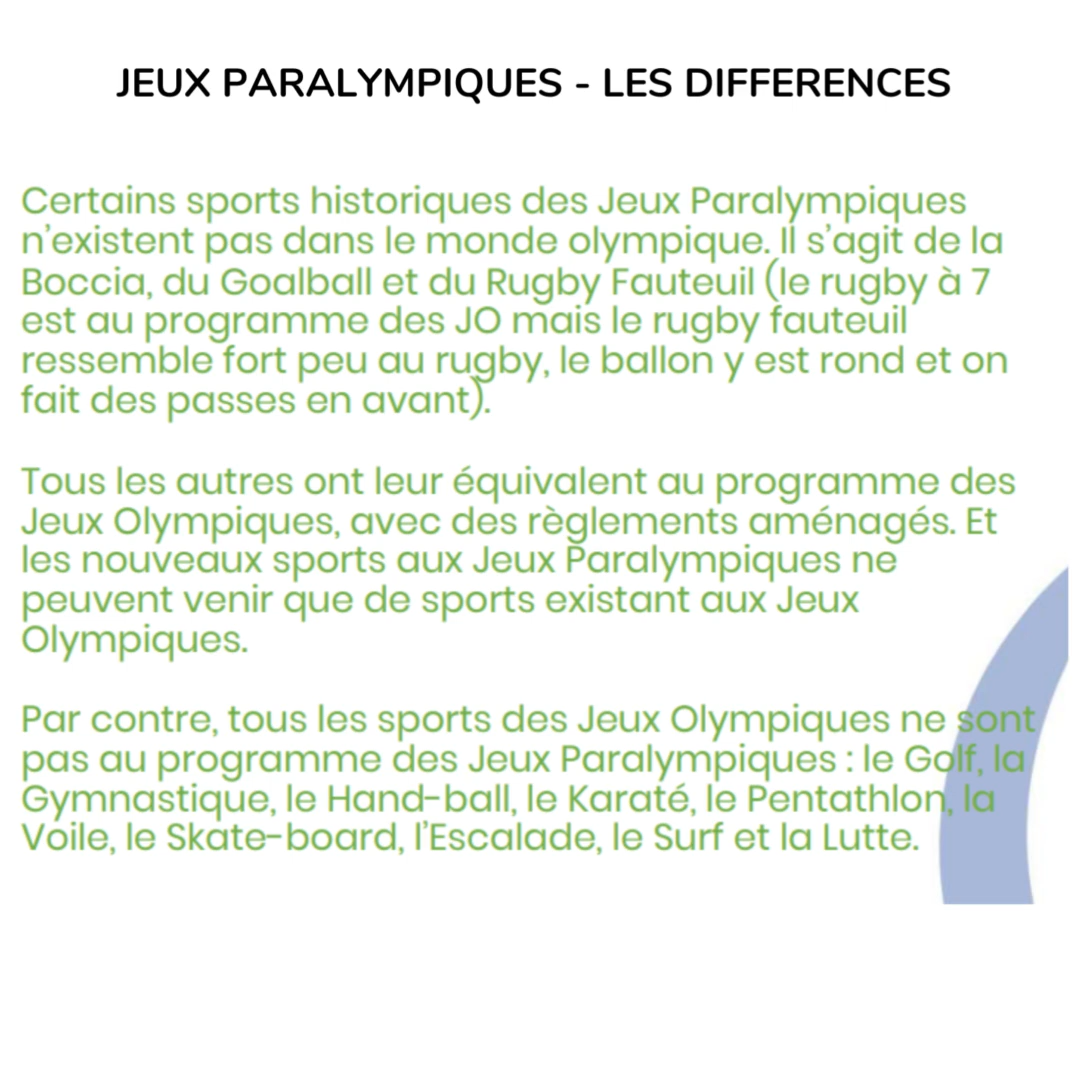 JEUX PARALYMPIQUES - LES DIFFERENCES
Certains sports historiques des Jeux Paralympiques
n'existent pas dans le monde olympique. Il s'agit de la
Boccia, du Goalball et du Rugby Fauteuil (le rugby à 7
est au programme des JO mais le rugby fauteuil
ressemble fort peu au rugby, le ballon y est rond et on
fait des passes en avant).
Tous les autres ont leur équivalent au programme des
Jeux Olympiques, avec des règlements aménagés. Et
les nouveaux sports aux Jeux Paralympiques ne
peuvent venir que de sports existant aux Jeux
Olympiques.
Par contre, tous les sports des Jeux Olympiques ne sont
pas au programme des Jeux Paralympiques : le Golf, la
Gymnastique, le Hand-ball, le Karaté, le Pentathlon, la
Voile, le Skate-board, l'Escalade, le Surf et la Lutte.